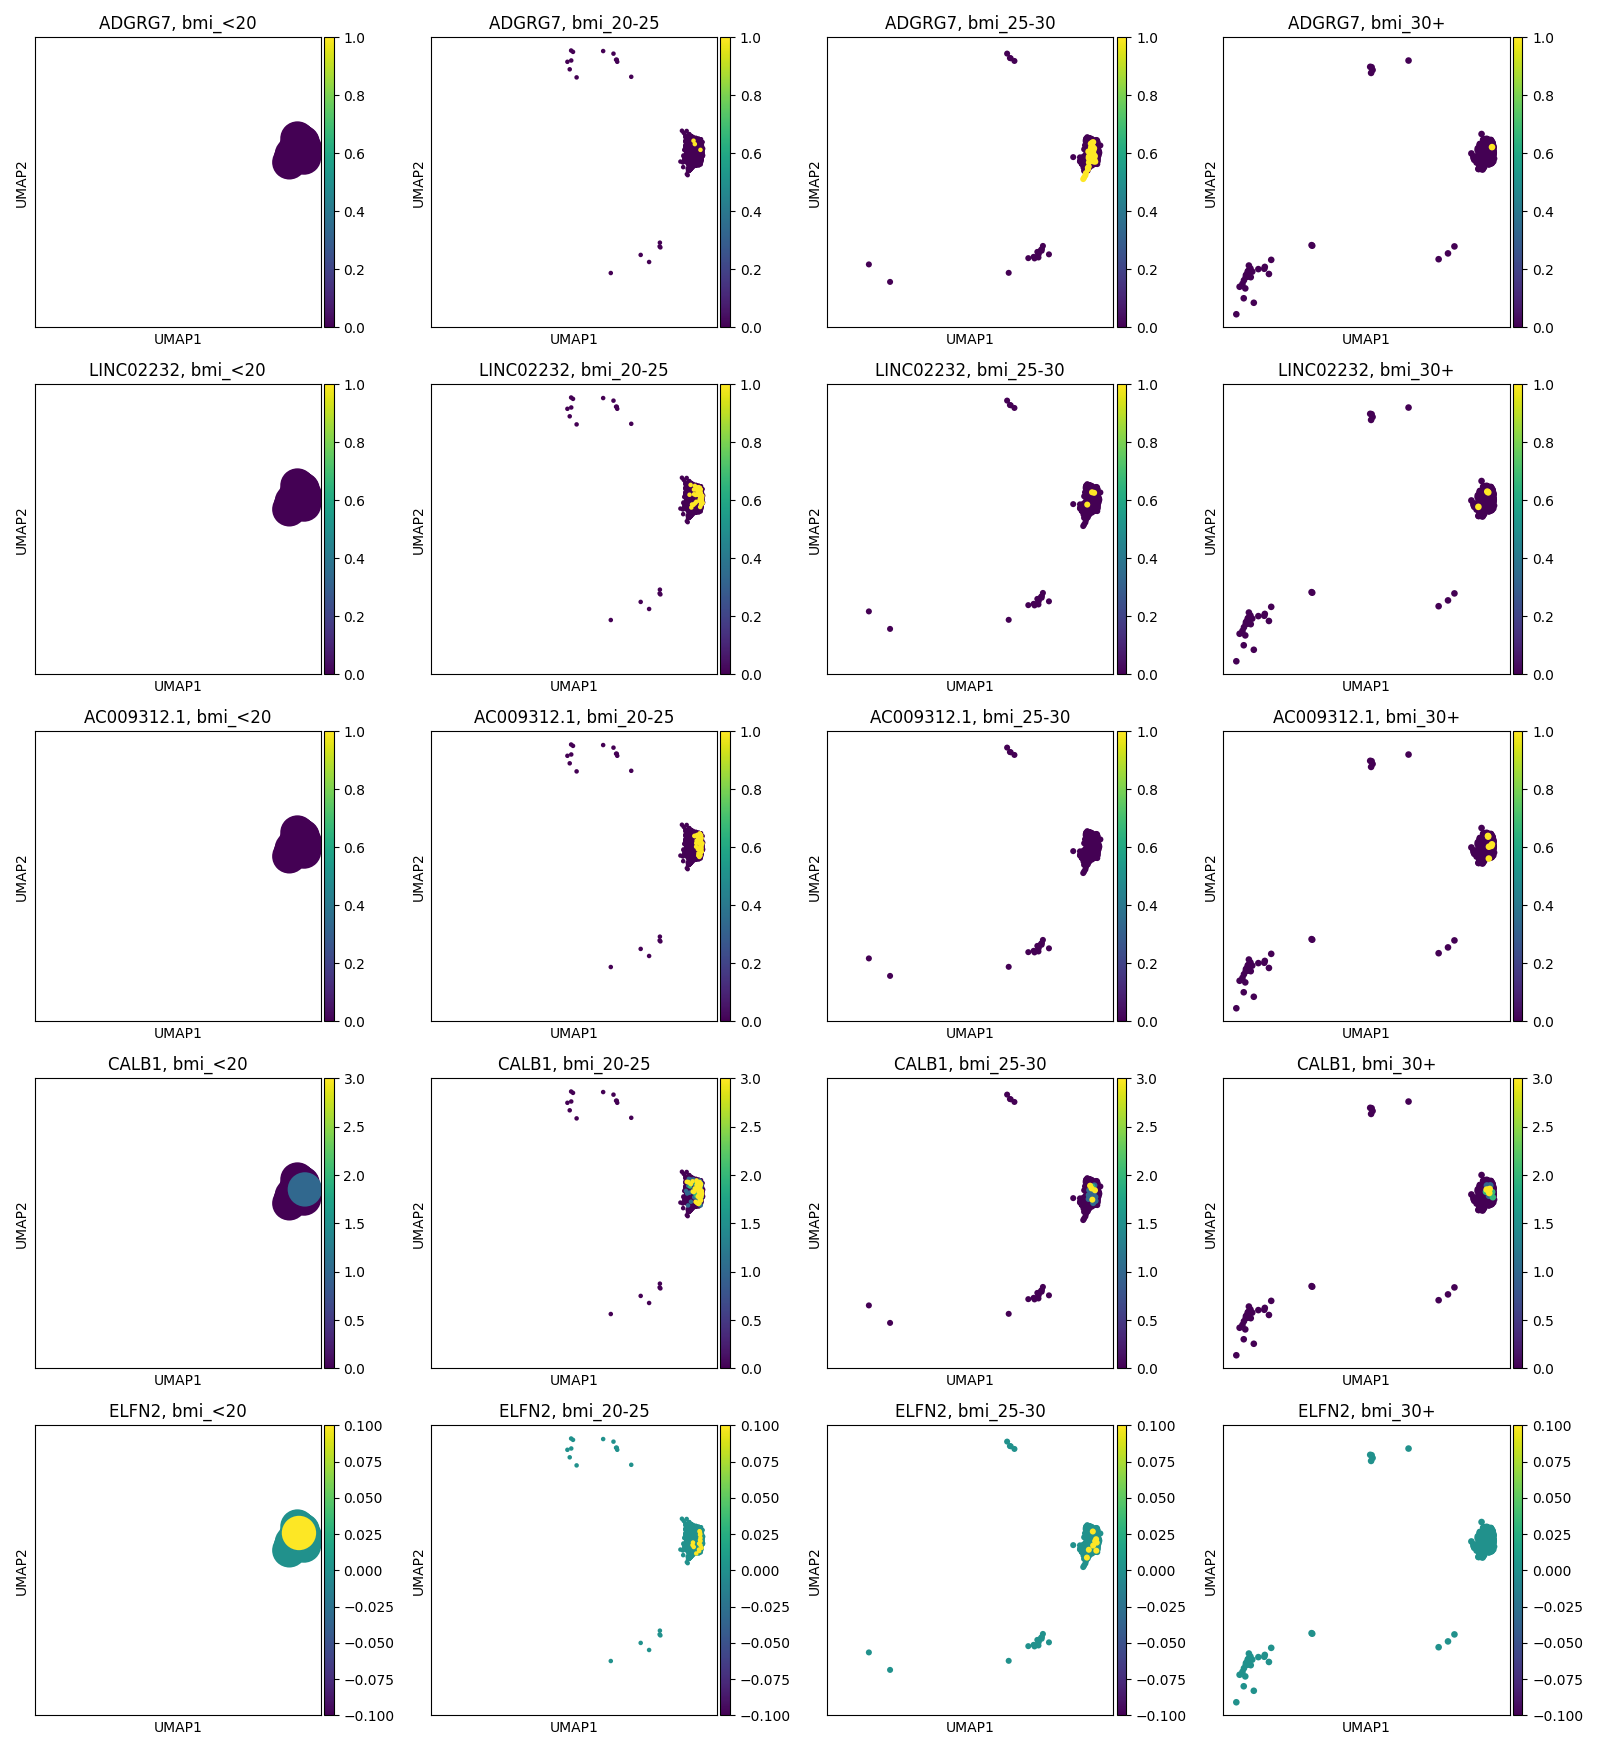 ADGRG7, bmi_<20 ADGRG7, bmi_20-25 ADGRG7, bmi_25-30 ADGRG7, bmi_30+
1.0 1.0 1.0 1.0
0.8 0.8 0.8 0.8
0.6 0.6 0.6 0.6
UMAP2 UMAP2 UMAP2 UMAP2
0.4 0.4 0.4 0.4
0.2 0.2 0.2 0.2
0.0 0.0 0.0 0.0
UMAP1 UMAP1 UMAP1 UMAP1
LINC02232, bmi_<20 LINC02232, bmi_20-25 LINC02232, bmi_25-30 LINC02232, bmi_30+
1.0 1.0 1.0 1.0
0.8 0.8 0.8 0.8
0.6 0.6 0.6 0.6
UMAP2 UMAP2 UMAP2 UMAP2
0.4 0.4 0.4 0.4
0.2 0.2 0.2 0.2
0.0 0.0 0.0 0.0
UMAP1 UMAP1 UMAP1 UMAP1
AC009312.1, bmi_<20 AC009312.1, bmi_20-25 AC009312.1, bmi_25-30 AC009312.1, bmi_30+
1.0 1.0 1.0 1.0
0.8 0.8 0.8 0.8
0.6 0.6 0.6 0.6
UMAP2 UMAP2 UMAP2 UMAP2
0.4 0.4 0.4 0.4
0.2 0.2 0.2 0.2
0.0 0.0 0.0 0.0
UMAP1 UMAP1 UMAP1 UMAP1
CALB1, bmi_<20 CALB1, bmi_20-25 CALB1, bmi_25-30 CALB1, bmi_30+
3.0 3.0 3.0 3.0
2.5 2.5 2.5 2.5
2.0 2.0 2.0 2.0
UMAP2 UMAP2 UMAP2 UMAP2
1.5 1.5 1.5 1.5
1.0 1.0 1.0 1.0
0.5 0.5 0.5 0.5
0.0 0.0 0.0 0.0
UMAP1 UMAP1 UMAP1 UMAP1
ELFN2, bmi_<20 ELFN2, bmi_20-25 ELFN2, bmi_25-30 ELFN2, bmi_30+
0.100 0.100 0.100 0.100
0.075 0.075 0.075 0.075
0.050 0.050 0.050 0.050
0.025 0.025 0.025 0.025
0.000 0.000 0.000 0.000
UMAP2 UMAP2 UMAP2 UMAP2
−0.025 −0.025 −0.025 −0.025
−0.050 −0.050 −0.050 −0.050
−0.075 −0.075 −0.075 −0.075
−0.100 −0.100 −0.100 −0.100
UMAP1 UMAP1 UMAP1 UMAP1